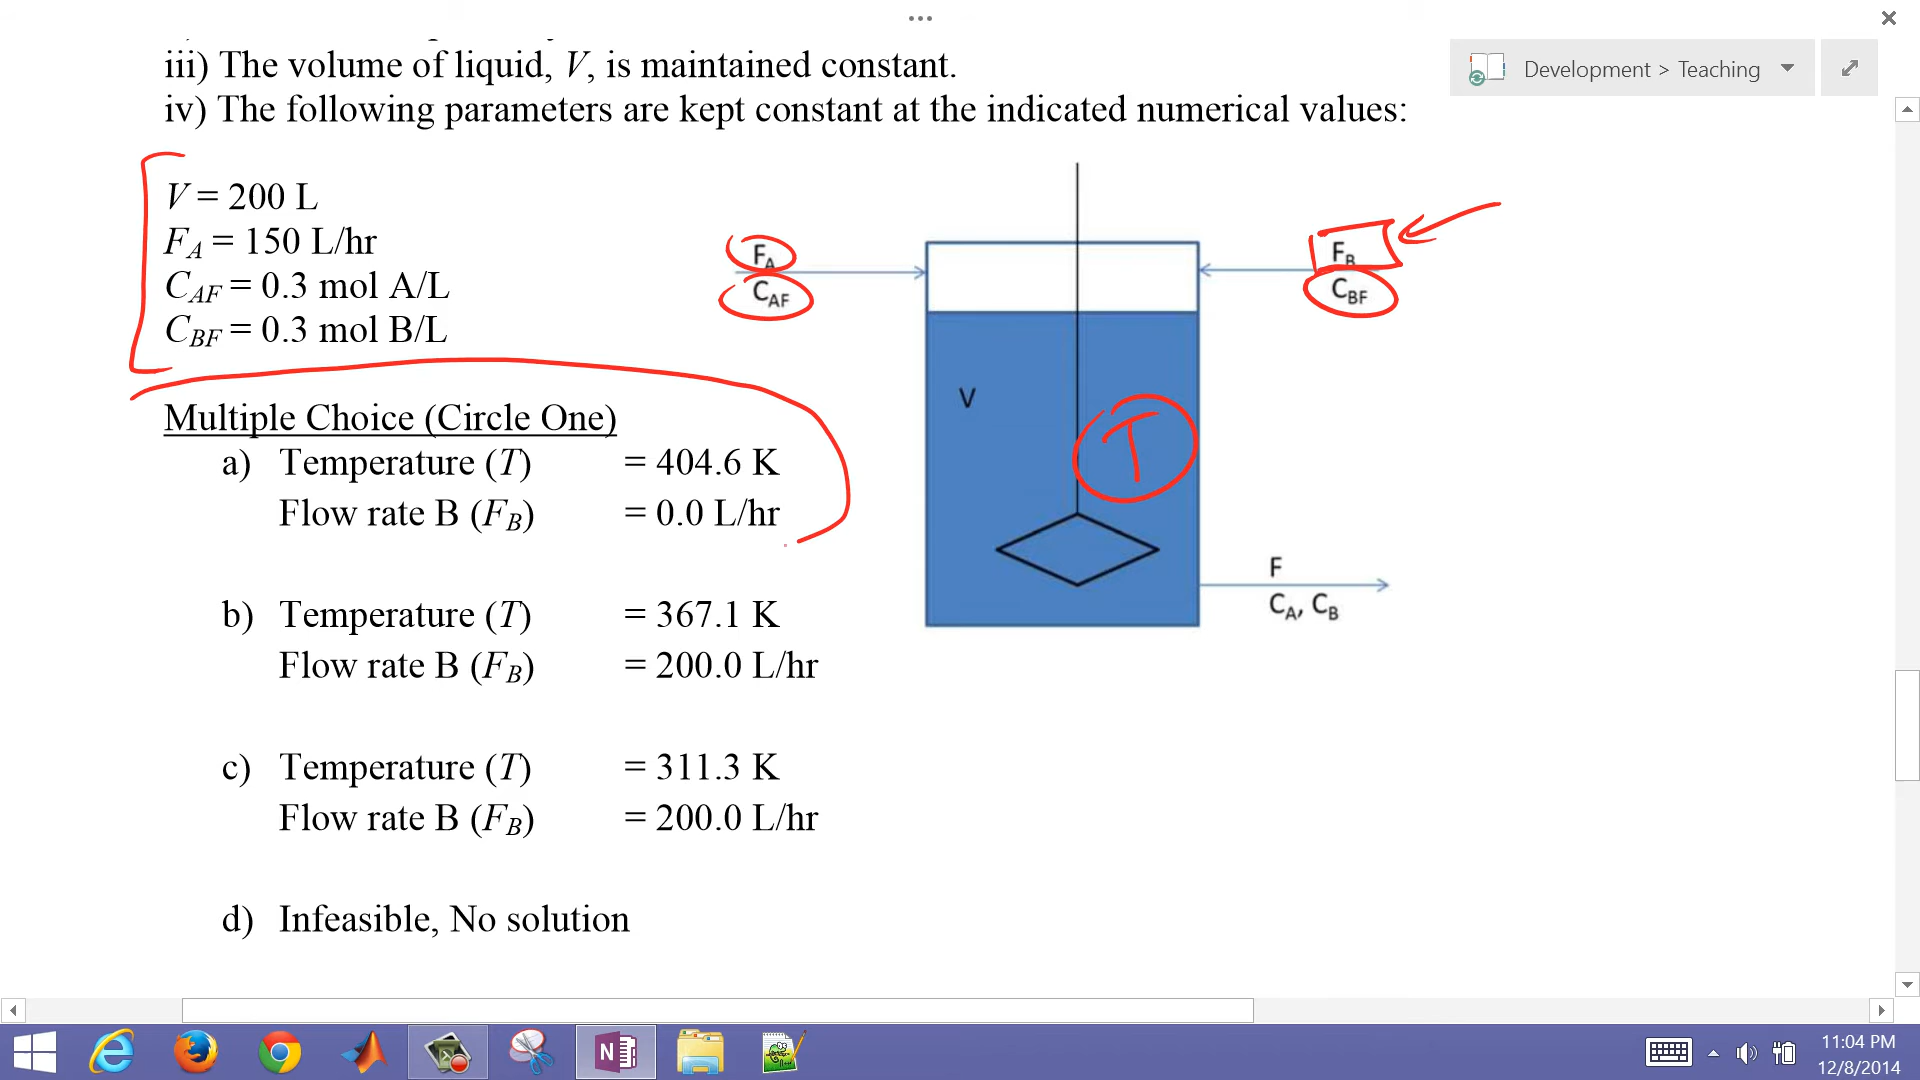 iii) The volume of liquid, V, is maintained constant.
iv) The following parameters are kept constant at the indicated numerical values:
Development > Teaching
V = 200 L
F_A = 150 L/hr
C_AF = 0.3 mol A/L
C_BF = 0.3 mol B/L
F_A
C_AF
F_B
C_BF
V
T
F
C_A, C_B
Multiple Choice (Circle One)
a) Temperature (T) = 404.6 K
Flow rate B (F_B) = 0.0 L/hr
b) Temperature (T) = 367.1 K
Flow rate B (F_B) = 200.0 L/hr
c) Temperature (T) = 311.3 K
Flow rate B (F_B) = 200.0 L/hr
d) Infeasible, No solution
N
11:04 PM
12/8/2014